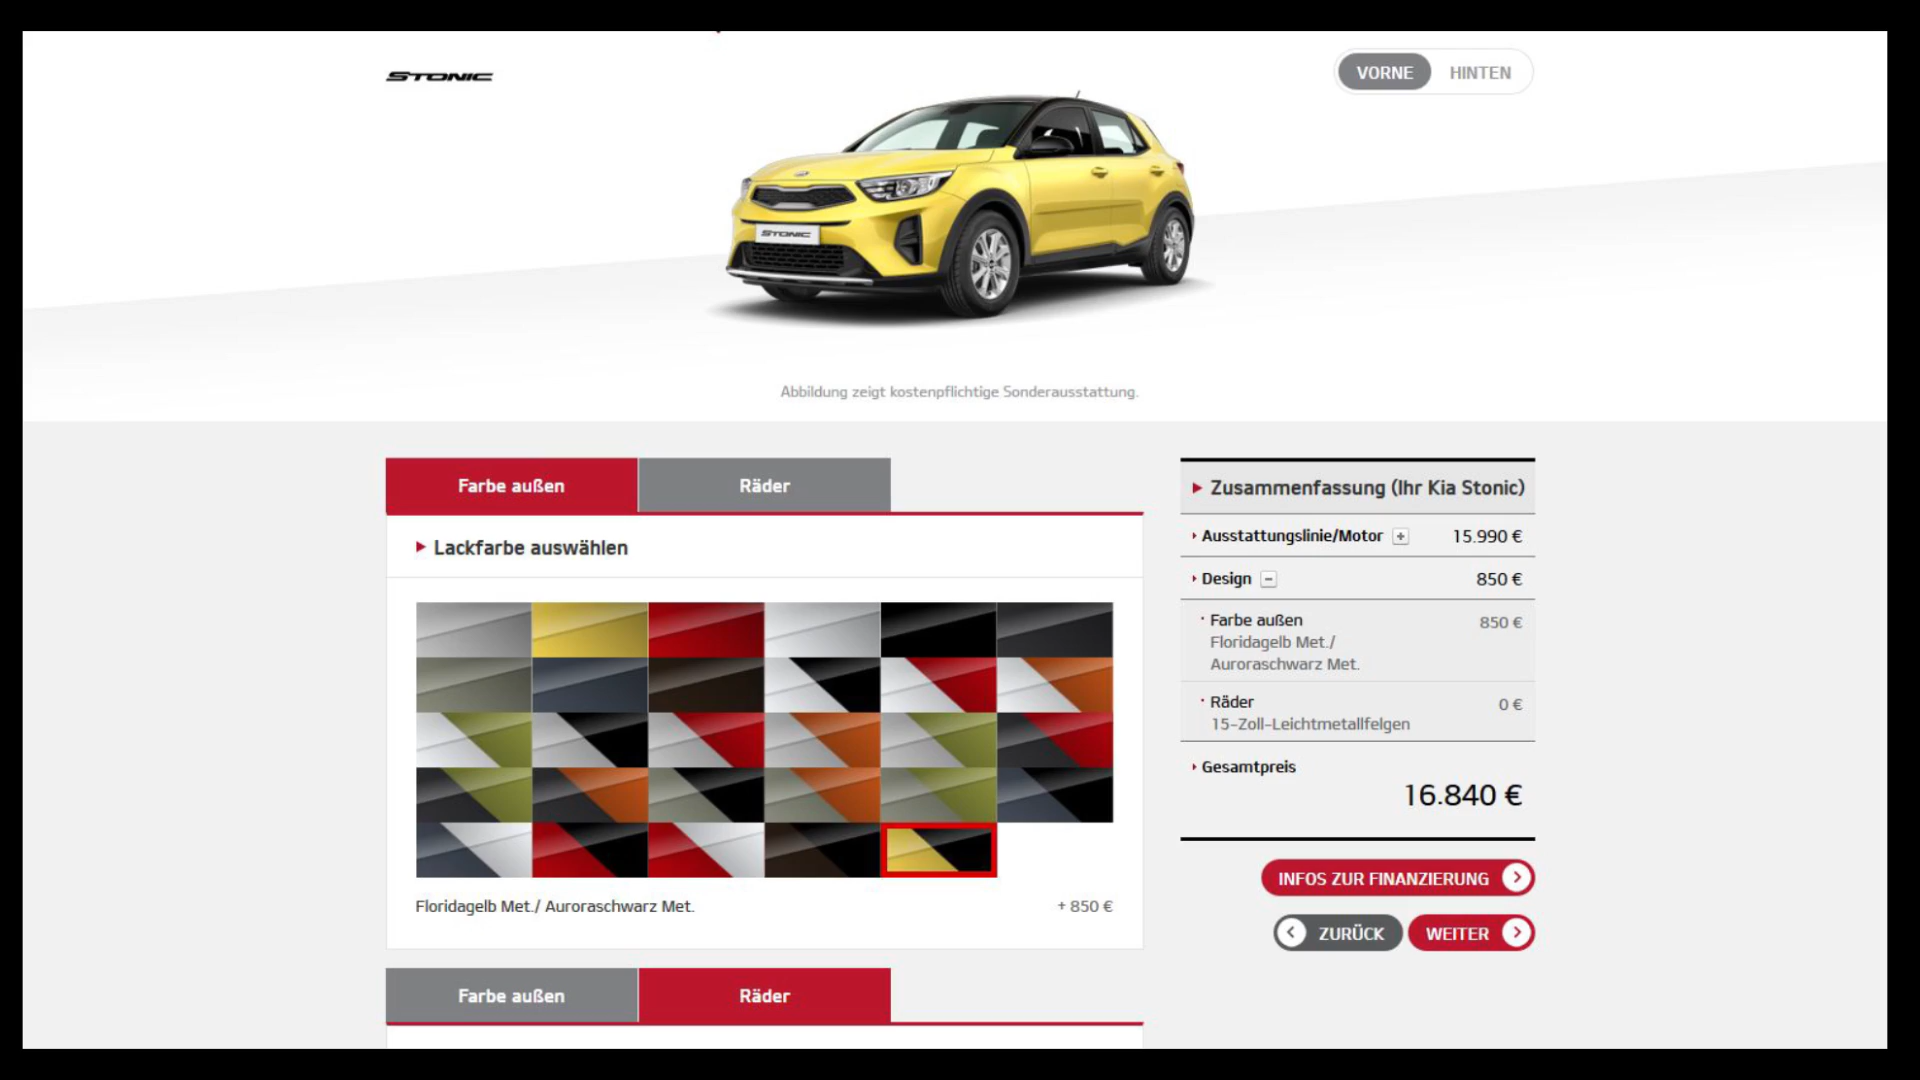 STONIC
VORNE HINTEN
STONIC
Abbildung zeigt kostenpflichtige Sonderausstattung.
Farbe außen Räder
Lackfarbe auswählen
Floridagelb Met./ Auroraschwarz Met. + 850 €
Farbe außen Räder
Zusammenfassung (Ihr Kia Stonic)
Ausstattungslinie/Motor 15.990 €
Design 850 €
Farbe außen 850 €
Floridagelb Met./
Auroraschwarz Met.
Räder 0 €
15-Zoll-Leichtmetallfelgen
Gesamtpreis
16.840 €
INFOS ZUR FINANZIERUNG
ZURÜCK WEITER